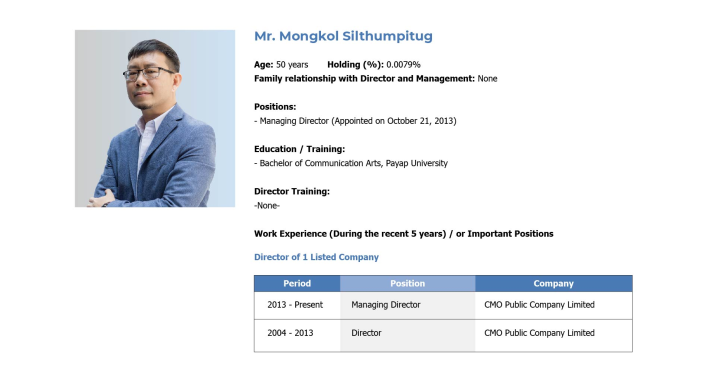 Mr. Mongkol Silthumpitug
Age: 50 years Holding (%): 0.0079%
Family relationship with Director and Management: None
Positions:
- Managing Director (Appointed on October 21, 2013)
Education / Training:
- Bachelor of Communication Arts, Payap University
Director Training:
-None-
Work Experience (During the recent 5 years) / or Important Positions
Director of 1 Listed Company
Period Position Company
2013 - Present Managing Director CMO Public Company Limited
2004 - 2013 Director CMO Public Company Limited